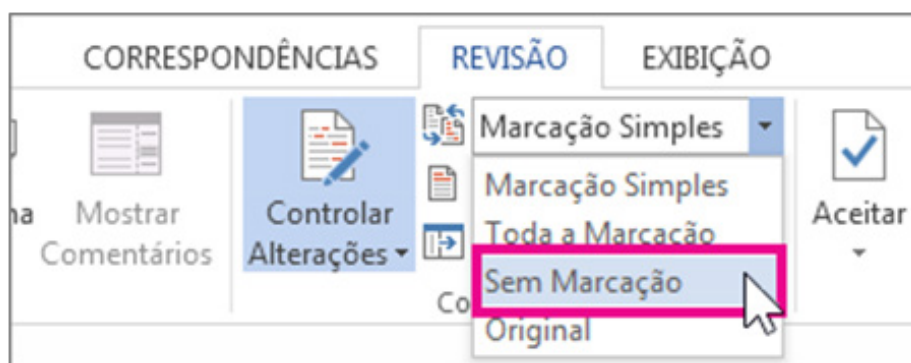 CORRESPONDÊNCIAS REVISÃO EXIBIÇÃO
Marcação Simples
Marcação Simples
Toda a Marcação
Sem Marcação
Original
Mostrar
Comentários
Controlar
Alterações
Aceitar